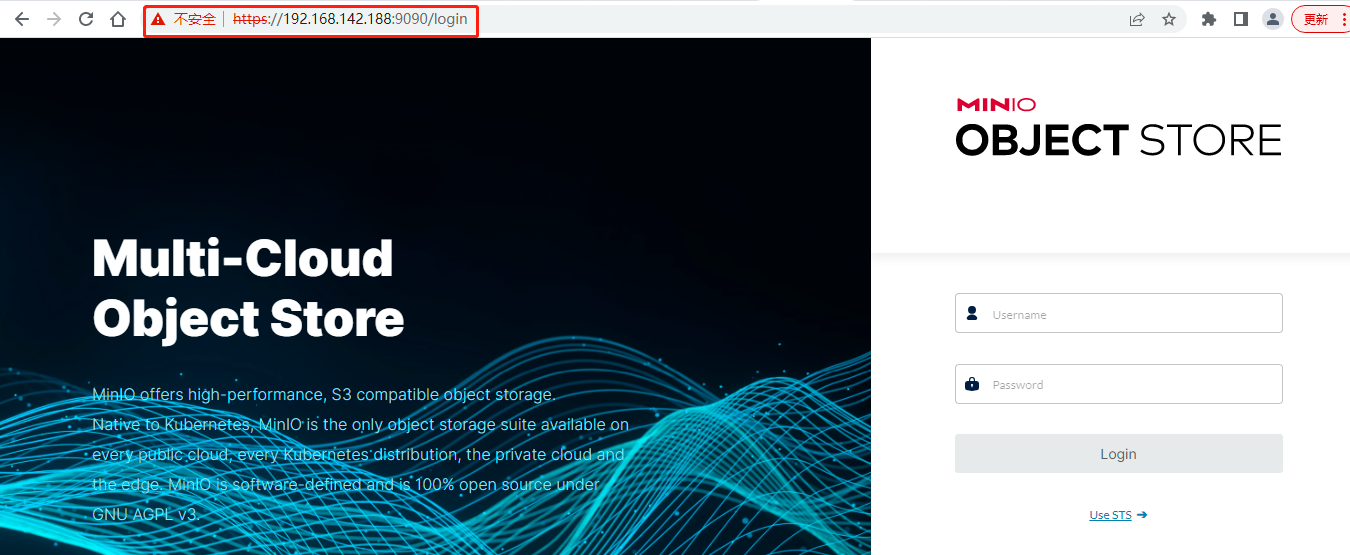 不安全 | https://192.168.142.188:9090/login
更新
Multi-Cloud
Object Store
MinIO offers high-performance, S3 compatible object storage.
Native to Kubernetes, MinIO is the only object storage suite available on
every public cloud, every Kubernetes distribution, the private cloud and
the edge. MinIO is software-defined and is 100% open source under
GNU AGPL v3.
MINIO
OBJECT STORE
Username
Password
Login
Use STS